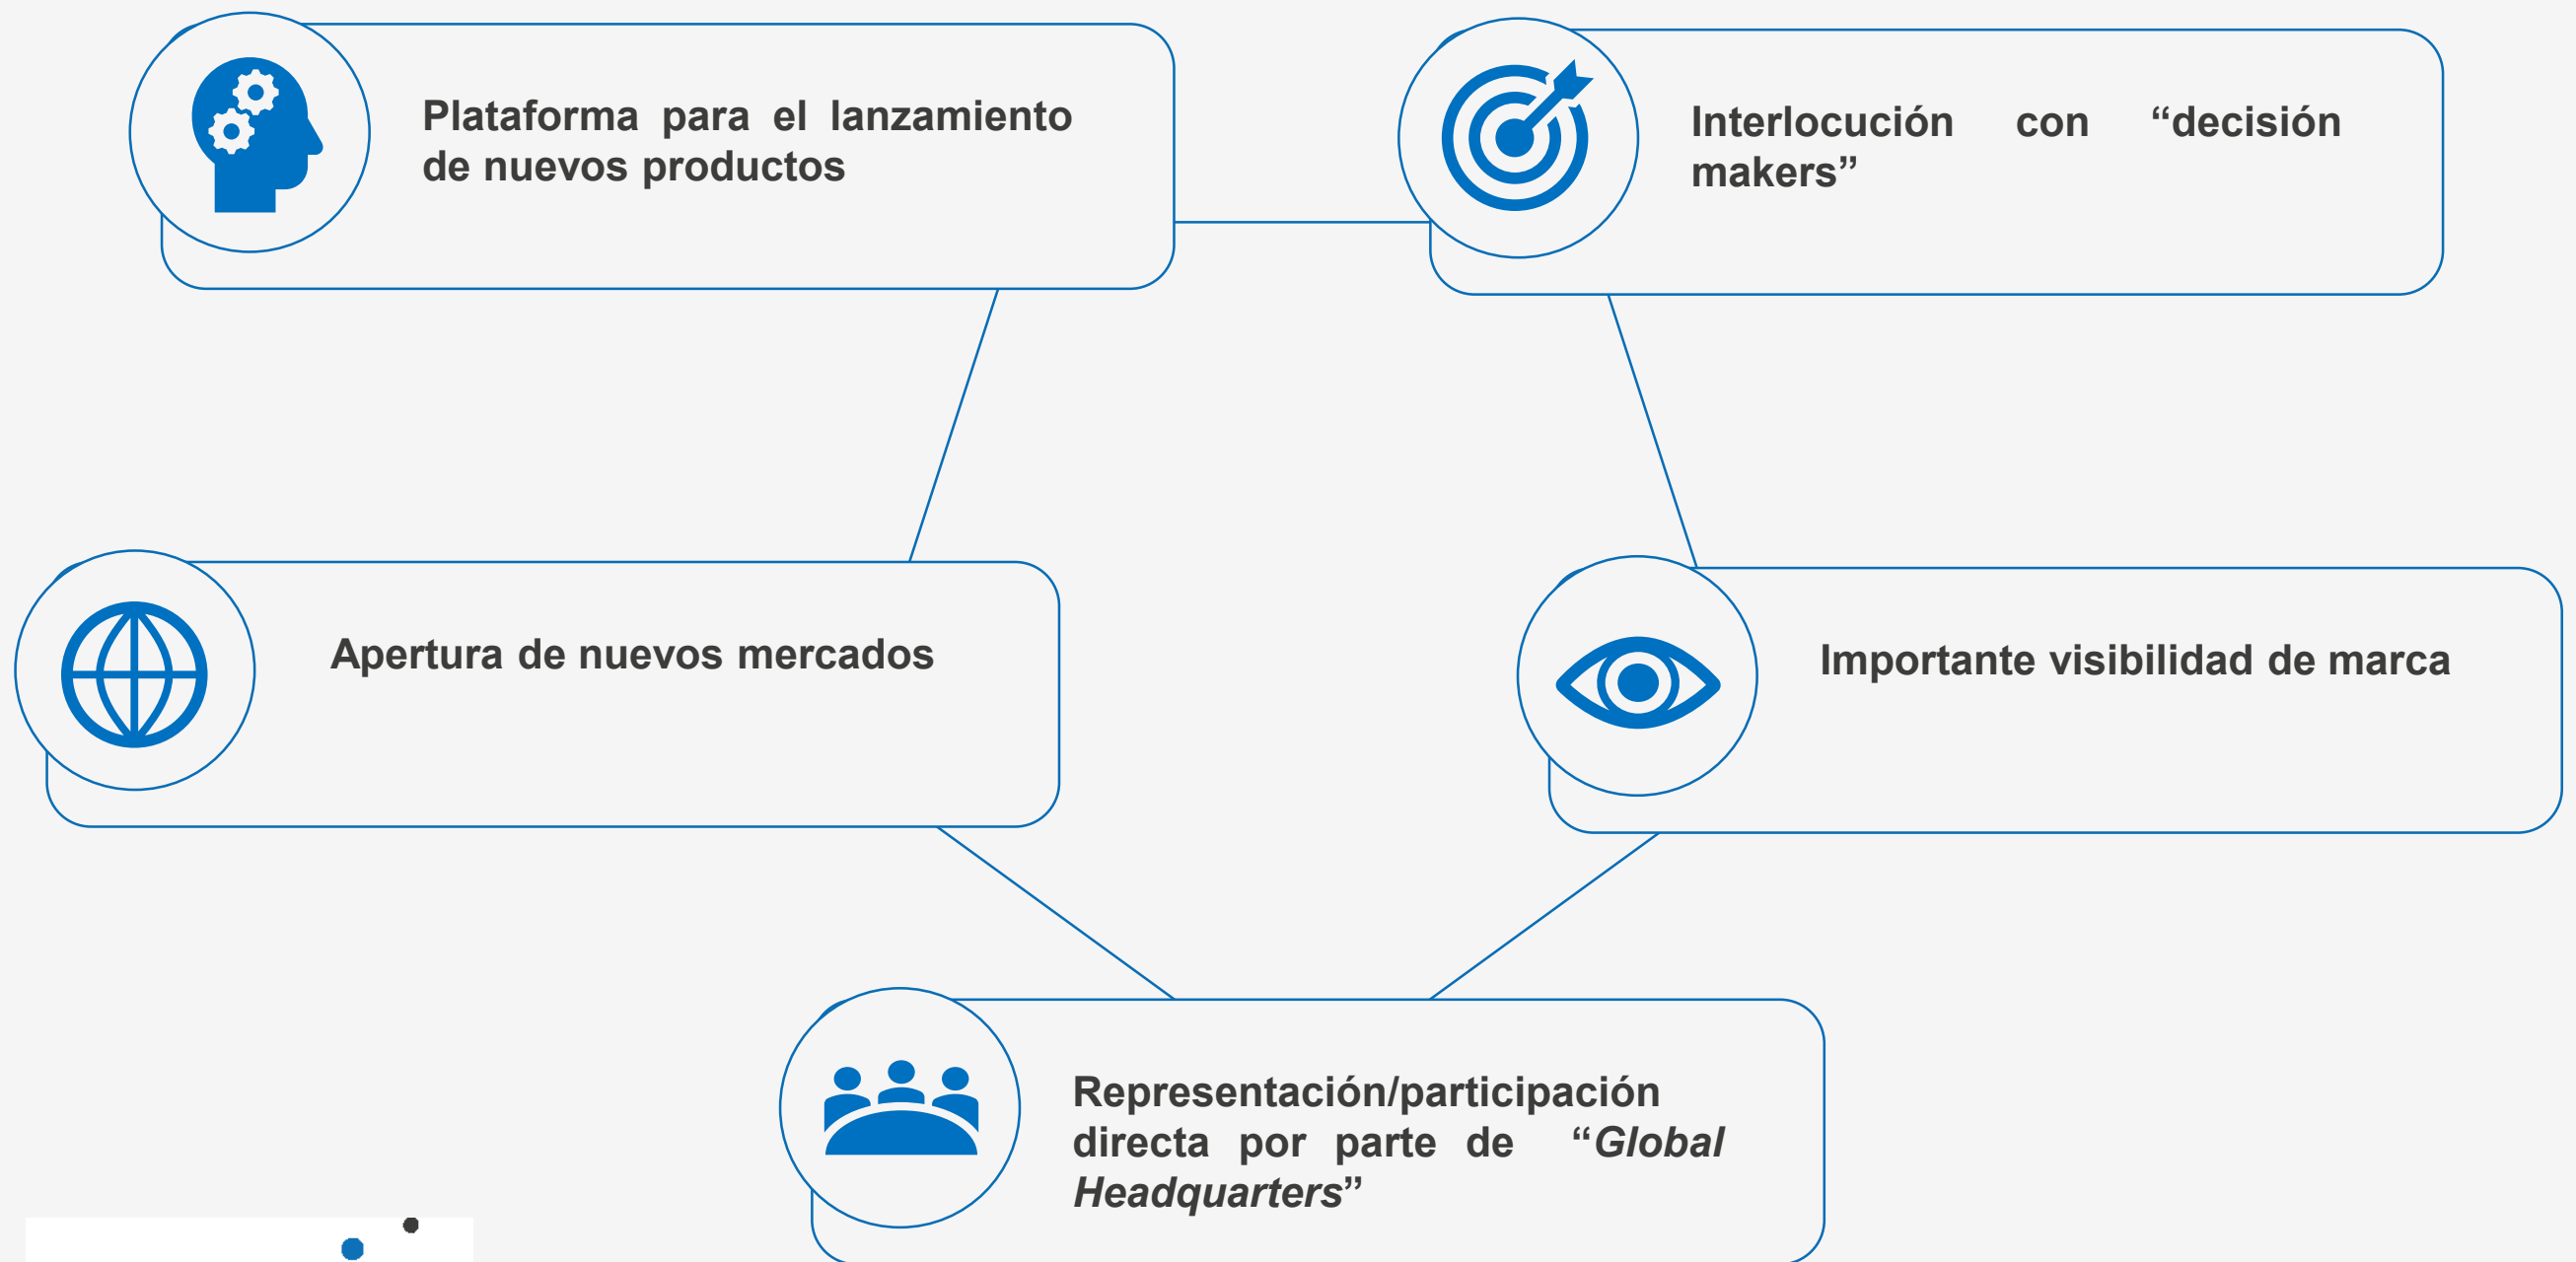 Plataforma para el lanzamiento
de nuevos productos
Interlocución con “decisión
makers”
Apertura de nuevos mercados
Importante visibilidad de marca
Representación/participación
directa por parte de “Global
Headquarters”